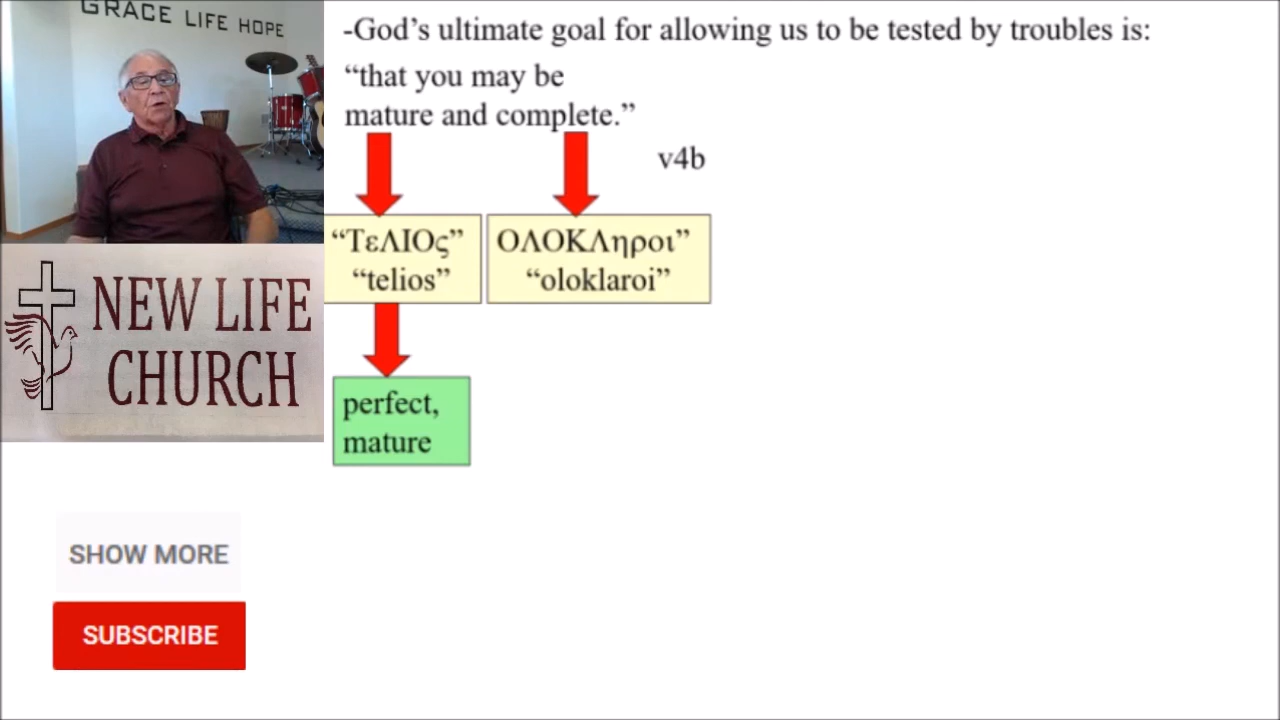 GRACE LIFE HOPE
-God’s ultimate goal for allowing us to be tested by troubles is:
“that you may be
mature and complete.”
v4b
“ΤεΛΙΟς”
“telios”
ΟΛΟΚΛηροι”
“oloklaroi”
perfect,
mature
NEW LIFE
CHURCH
SHOW MORE
SUBSCRIBE